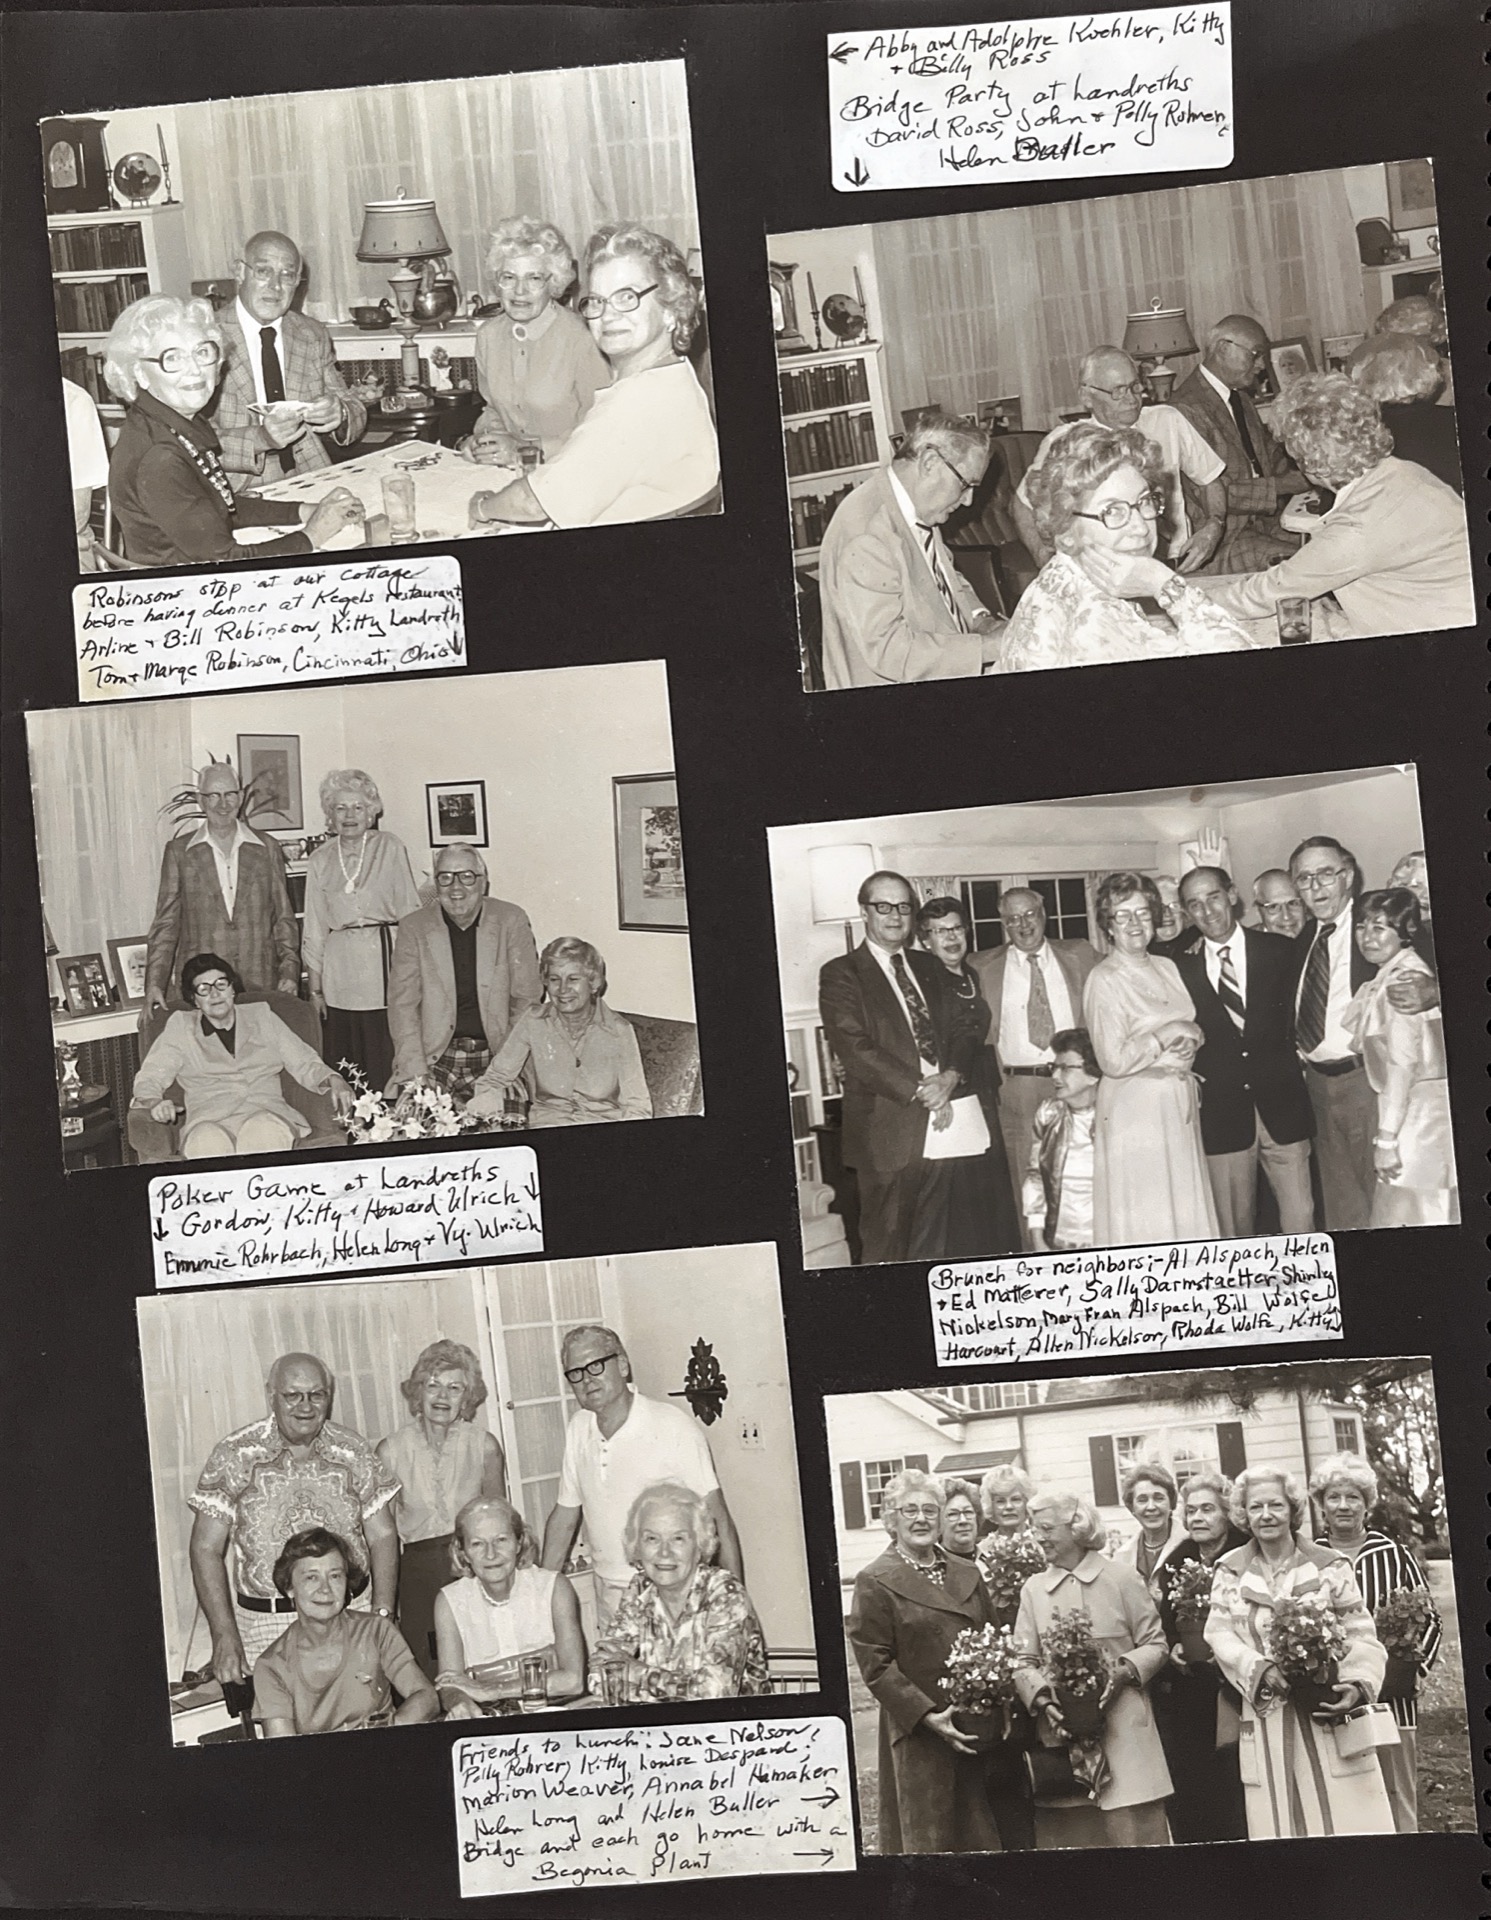 ← Abby and Adolphe Koehler, Kitty
+ Billy Ross
Bridge Party at Landreths
David Ross, John + Polly Rohrer,
↓ Helen Buller
Robinsons stop at our cottage
before having dinner at Kegels restaurant
Arline + Bill Robinson, Kitty Landreth
Tom + Marge Robinson, Cincinnati, Ohio ↓
Poker Game at Landreths
↓ Gordon, Kitty + Howard Ulrich ↓
Emmie Rohrbach, Helen Long + Vy. Ulrich
Brunch for neighbors;- Al Alspach, Helen
+ Ed Matterer, Sally Darmstaetter, Shirley
Nickelson, Mary Fran Alspach, Bill Wolfe
Harcourt, Allen Nickelson, Rhoda Wolfe, Kitty ↓
Friends to Lunch: Jane Nelson,
Polly Rohrer, Kitty, Louise Despard,
Marion Weaver, Annabel Hamaker
Helen Long and Helen Buller →
Bridge and each go home with a
Begonia Plant →